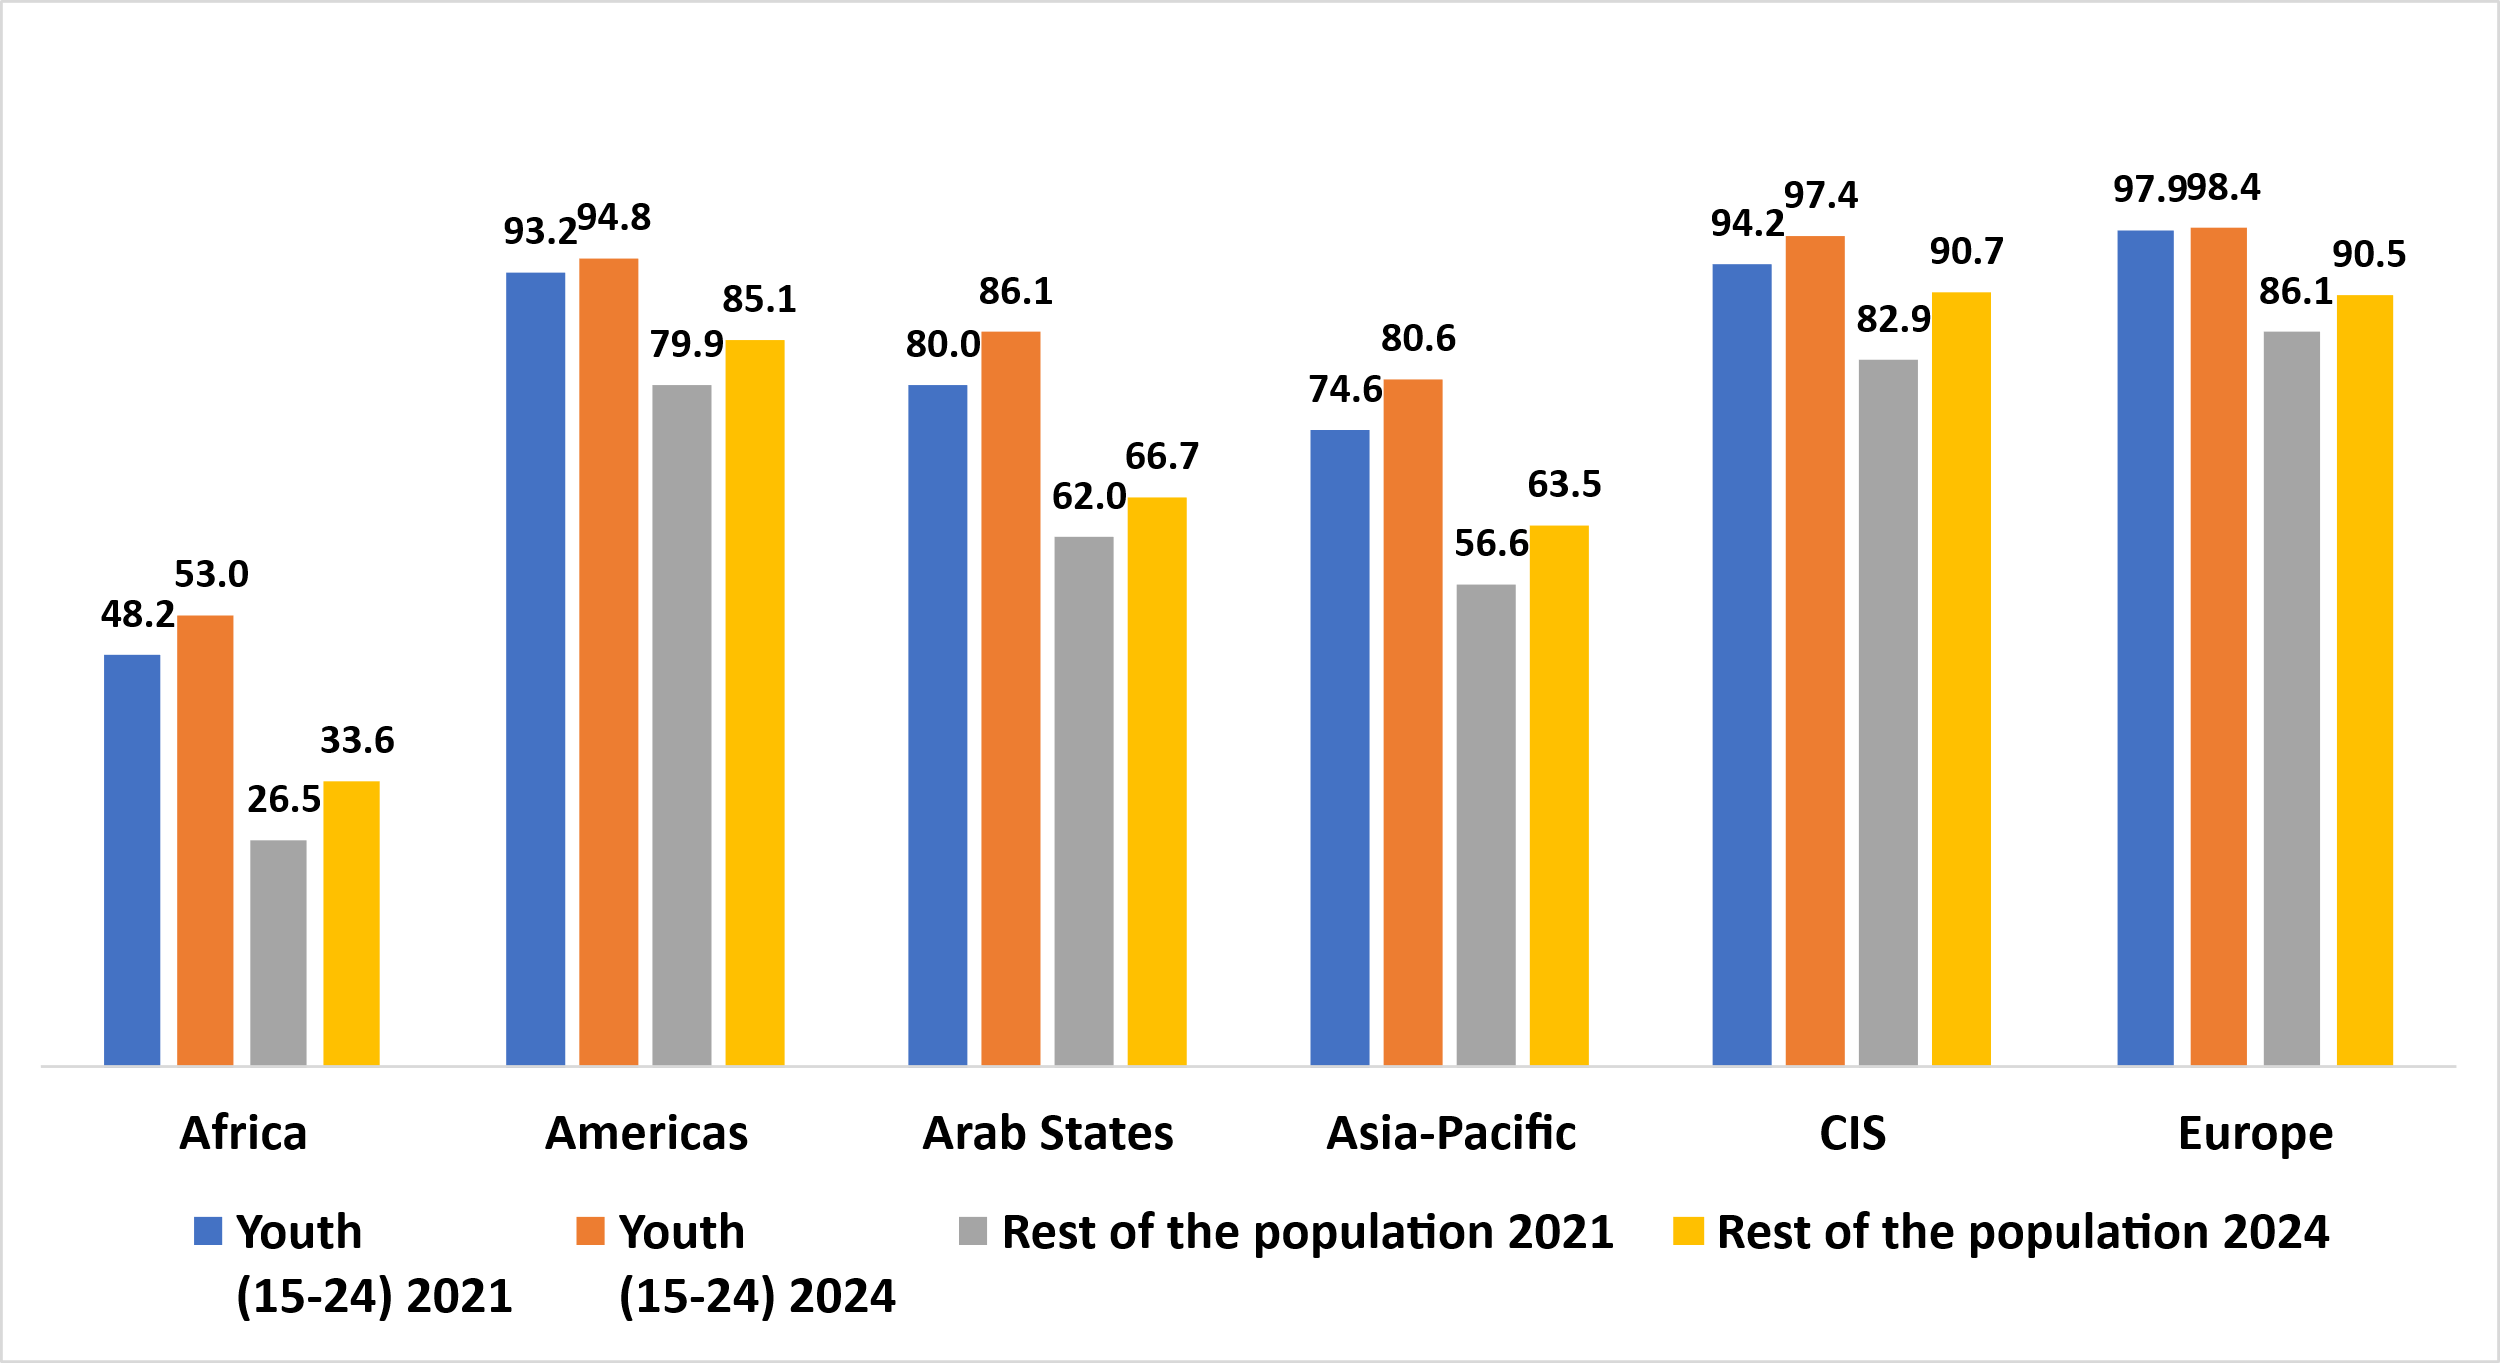 48.2 53.0 26.5 33.6
93.2 94.8 79.9 85.1
80.0 86.1 62.0 66.7
74.6 80.6 56.6 63.5
94.2 97.4 82.9 90.7
97.9 98.4 86.1 90.5
Africa Americas Arab States Asia-Pacific CIS Europe
Youth
(15-24) 2021
Youth
(15-24) 2024
Rest of the population 2021
Rest of the population 2024